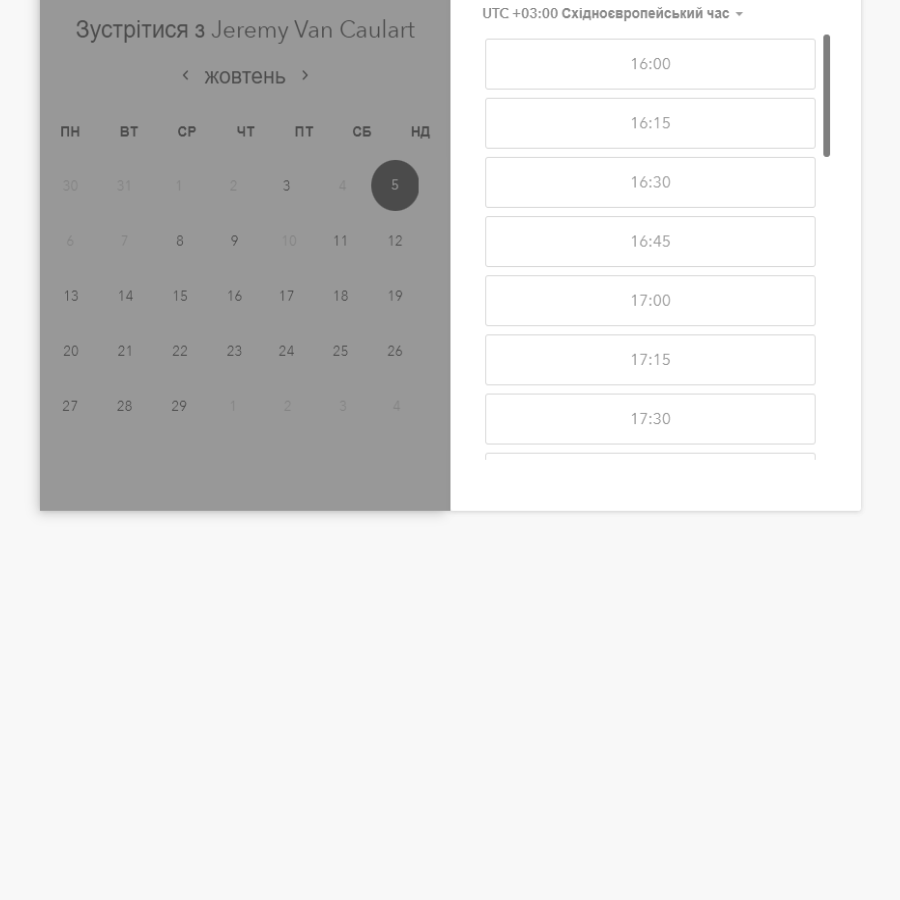 Зустрітися з Jeremy Van Caulart
жовтень
ПН ВТ СР ЧТ ПТ СБ НД
30 31 1 2 3 4 5
6 7 8 9 10 11 12
13 14 15 16 17 18 19
20 21 22 23 24 25 26
27 28 29 1 2 3 4
UTC +03:00 Східноєвропейський час
16:00
16:15
16:30
16:45
17:00
17:15
17:30